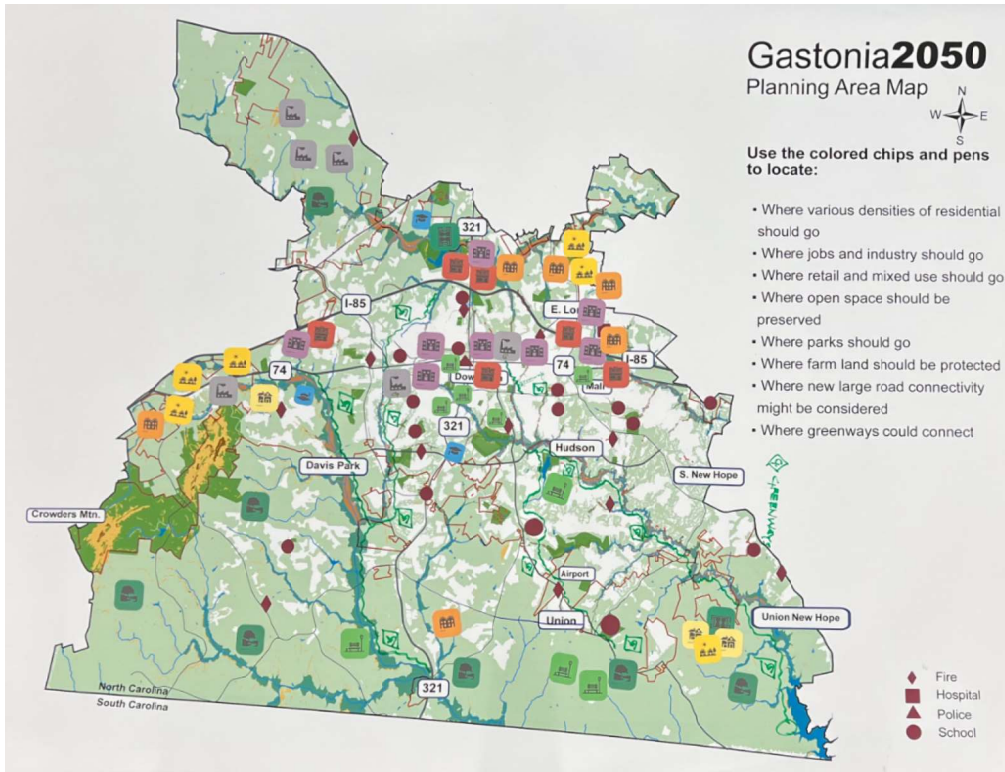 Gastonia2050
Planning Area Map
N
W E
S
Use the colored chips and pens
to locate:
• Where various densities of residential
should go
• Where jobs and industry should go
• Where retail and mixed use should go
• Where open space should be
preserved
• Where parks should go
• Where farm land should be protected
• Where new large road connectivity
might be considered
• Where greenways could connect
321
I-85
E. Lo
74
I-85
74
Dow
Mall
321
Hudson
Davis Park
S. New Hope
GREENWAY
Crowders Mtn.
Airport
Union
Union New Hope
321
North Carolina
South Carolina
Fire
Hospital
Police
School